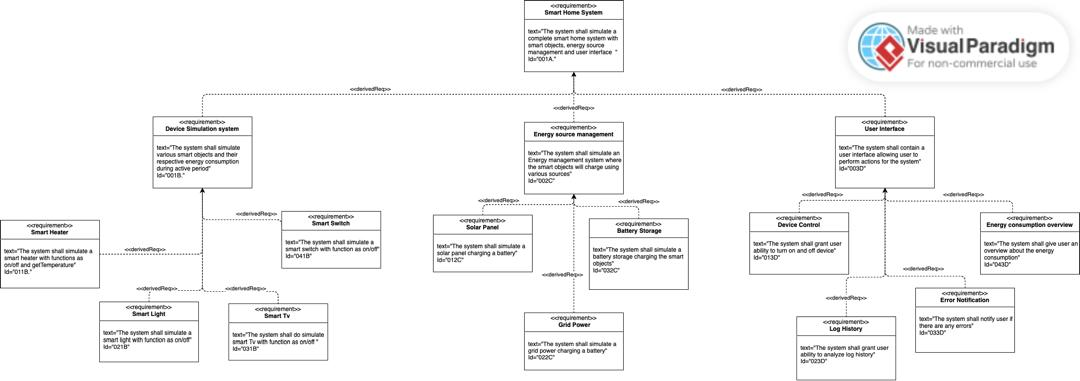 <<requirement>>
Smart Home System
text="The system shall simulate a
complete smart home system with
smart objects, energy source
management and user interface "
Id="001A."
Made with
VisualParadigm
For non-commercial use
<<derivedReq>>
<<derivedReq>>
<<derivedReq>>
<<requirement>>
Device Simulation system
text="The system shall simulate
various smart objects and their
respective energy consumption
during active period"
Id="001B."
<<requirement>>
Energy source management
text="The system shall simulate an
Energy management system where
the smart objects will charge using
various sources"
Id="002C"
<<requirement>>
User Interface
text="The system shall contain a
user interface allowing user to
perform actions for the system"
Id="003D"
<<derivedReq>>
<<derivedReq>>
<<derivedReq>>
<<derivedReq>>
<<derivedReq>>
<<requirement>>
Smart Heater
text="The system shall simulate a
smart heater with functions as
on/off and getTemperature"
Id="011B."
<<derivedReq>>
<<requirement>>
Smart Switch
text="The system shall simulate a
smart switch with function as on/off"
Id="041B"
<<requirement>>
Solar Panel
text="The system shall simulate a
solar panel charging a battery"
Id="012C"
<<requirement>>
Battery Storage
text="The system shall simulate a
battery storage charging the smart
objects"
Id="032C"
<<requirement>>
Device Control
text="The system shall grant user
ability to turn on and off device"
Id="013D"
<<requirement>>
Energy consumption overview
text="The system shall give user an
overview about the energy
consumption"
Id="043D"
<<derivedReq>>
<<derivedReq>>
<<derivedReq>>
<<derivedReq>>
<<derivedReq>>
<<requirement>>
Smart Light
text="The system shall simulate a
smart light with function as on/off"
Id="021B"
<<requirement>>
Smart Tv
text="The system shall do simulate
smart Tv with function as on/off "
Id="031B"
<<requirement>>
Grid Power
text="The system shall simulate a
grid power charging a battery"
Id="022C"
<<requirement>>
Log History
text="The system shall grant user
ability to analyze log history"
Id="023D"
<<requirement>>
Error Notification
text="The system shall notify user if
there are any errors"
Id="033D"